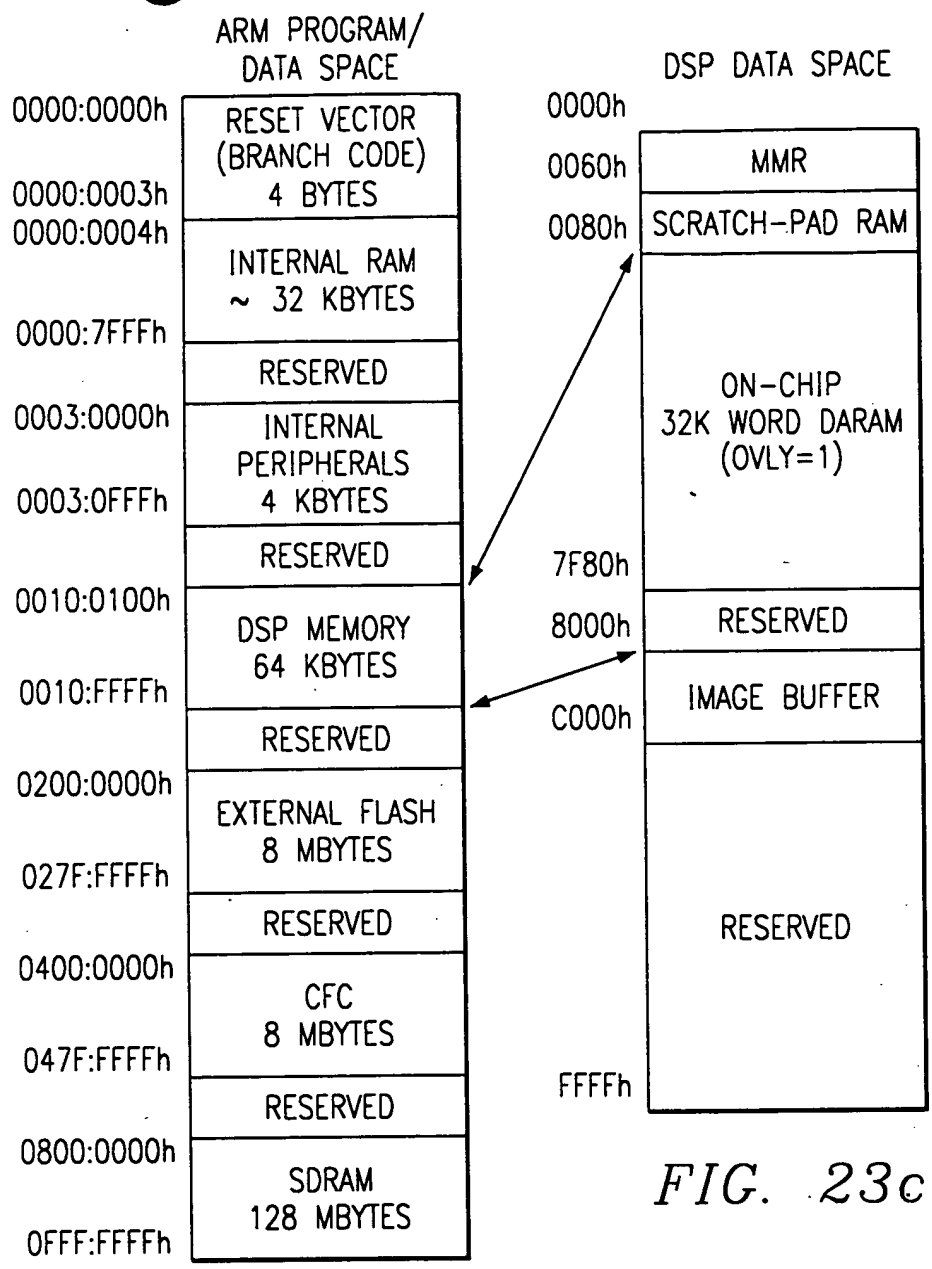 ARM PROGRAM/
DATA SPACE
0000:0000h
RESET VECTOR
(BRANCH CODE)
0000:0003h
4 BYTES
0000:0004h
INTERNAL RAM
~ 32 KBYTES
0000:7FFFh
RESERVED
0003:0000h
INTERNAL
PERIPHERALS
0003:0FFFh
4 KBYTES
RESERVED
0010:0100h
DSP MEMORY
64 KBYTES
0010:FFFFh
RESERVED
0200:0000h
EXTERNAL FLASH
8 MBYTES
027F:FFFFh
RESERVED
0400:0000h
CFC
8 MBYTES
047F:FFFFh
RESERVED
0800:0000h
SDRAM
128 MBYTES
0FFF:FFFFh
DSP DATA SPACE
0000h
0060h
MMR
0080h
SCRATCH-PAD RAM
ON-CHIP
32K WORD DARAM
(OVLY=1)
7F80h
8000h
RESERVED
IMAGE BUFFER
C000h
RESERVED
FFFFh
FIG. 23c